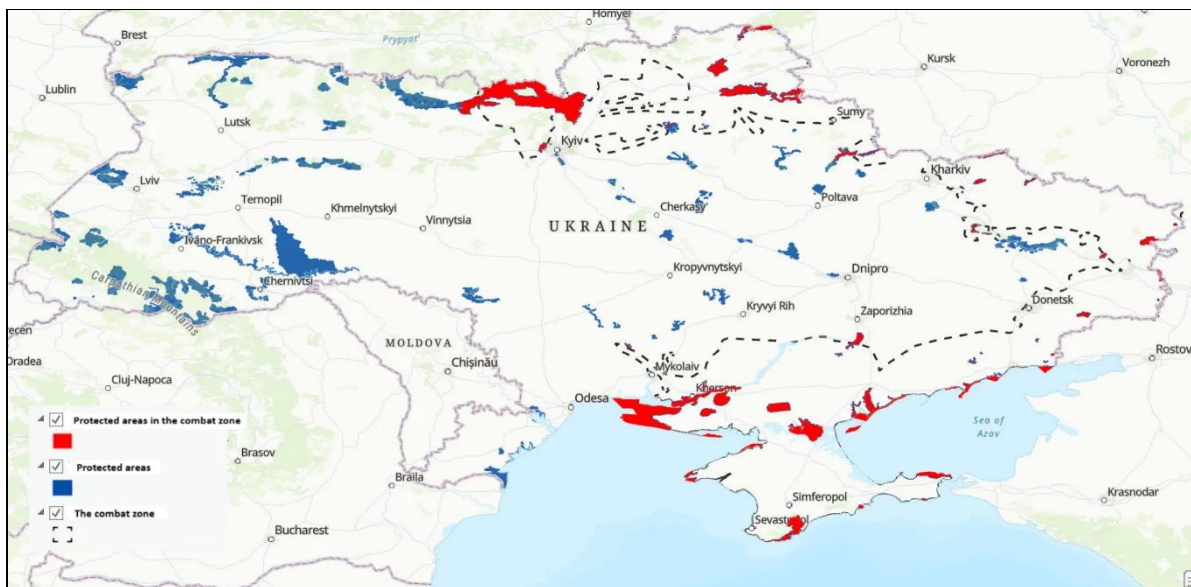 Homyel
Brest
Prypyat'
Kursk
Voronezh
Lublin
Lutsk
Sumy
Kyiv
Kharkiv
Lviv
Ternopil
Khmelnytskyi
Vinnytsia
Cherkasy
Poltava
UKRAINE
Ivano-Frankivsk
Chernivtsi
Carpathian Mountains
Kropyvnytskyi
Dnipro
Kryvyi Rih
Zaporizhia
Donetsk
recen
Oradea
MOLDOVA
Chișinău
Mykolaiv
Rostov
Cluj-Napoca
Kherson
Odesa
Sea of
Azov
Protected areas in the combat zone
Protected areas
The combat zone
Brasov
Braila
Bucharest
Simferopol
Sevastopol
Krasnodar